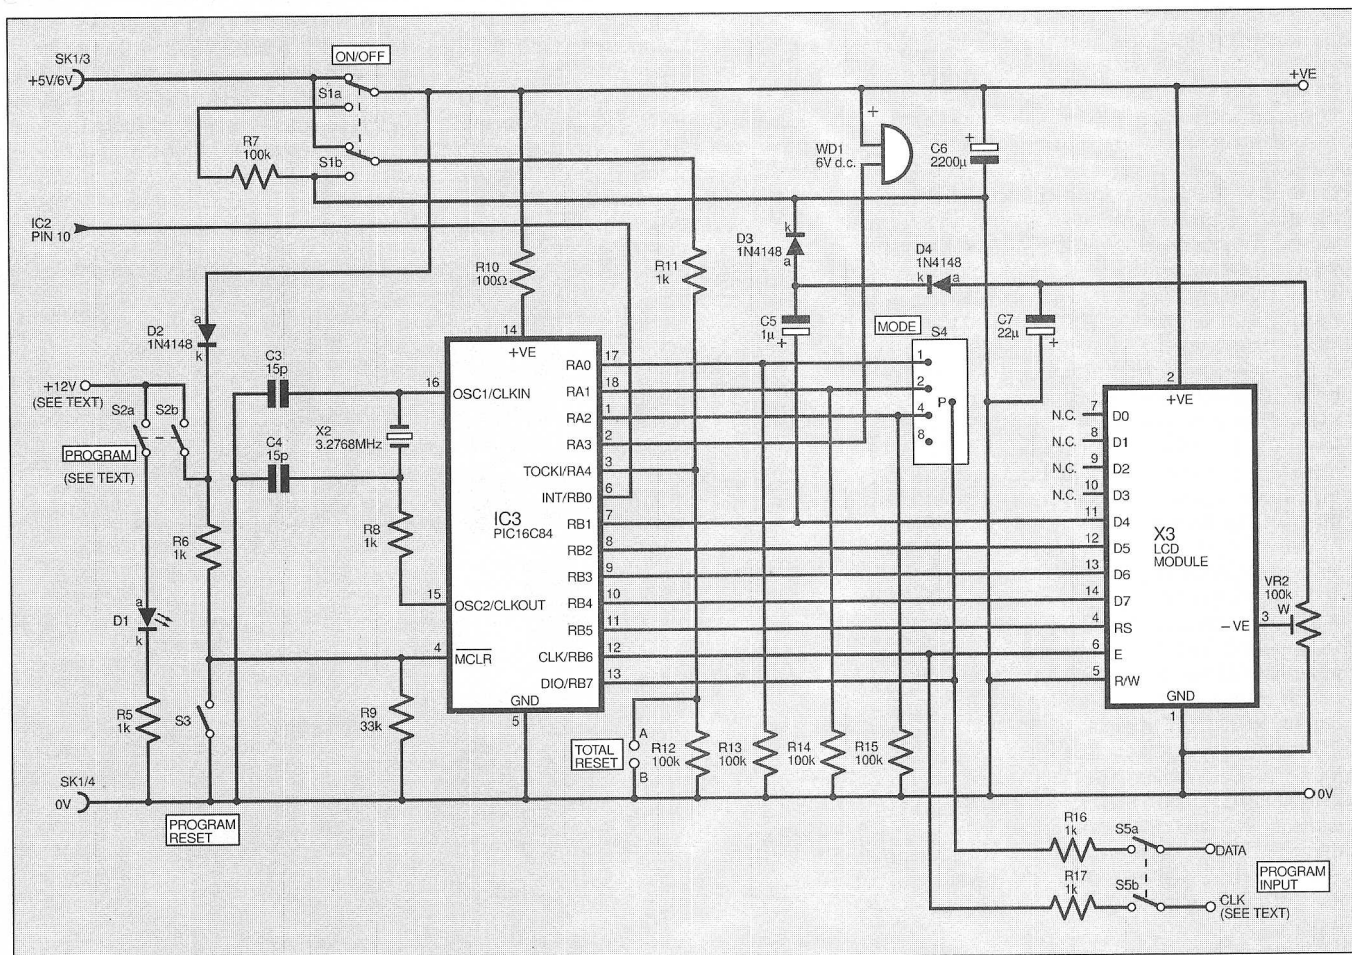 SK1/3
+5V/6V
ON/OFF
S1a
S1b
R7
100k
IC2
PIN 10
+VE
WD1
6V d.c.
+
C6
2200µ
+
R10
100Ω
R11
1k
k
D3
1N4148
a
D4
1N4148
k
a
C5
1µ
+
C7
22µ
+
MODE
S4
1
2
4
8
P
a
D2
1N4148
k
+12V
(SEE TEXT)
S2a
S2b
PROGRAM
(SEE TEXT)
C3
15p
C4
15p
X2
3.2768MHz
R8
1k
R6
1k
a
D1
k
R5
1k
S3
R9
33k
14
+VE
16
OSC1/CLKIN
15
OSC2/CLKOUT
4
MCLR
GND
5
IC3
PIC16C84
RA0
17
RA1
18
RA2
1
RA3
2
TOCKI/RA4
3
INT/RB0
6
RB1
7
RB2
8
RB3
9
RB4
10
RB5
11
CLK/RB6
12
DIO/RB7
13
2
+VE
N.C.
7
D0
N.C.
8
D1
N.C.
9
D2
N.C.
10
D3
11
D4
12
D5
13
D6
14
D7
4
RS
6
E
5
R/W
X3
LCD
MODULE
-VE
3
GND
1
VR2
100k
W
TOTAL
RESET
A
B
R12
100k
R13
100k
R14
100k
R15
100k
SK1/4
0V
PROGRAM
RESET
0V
R16
1k
S5a
DATA
R17
1k
S5b
CLK
(SEE TEXT)
PROGRAM
INPUT